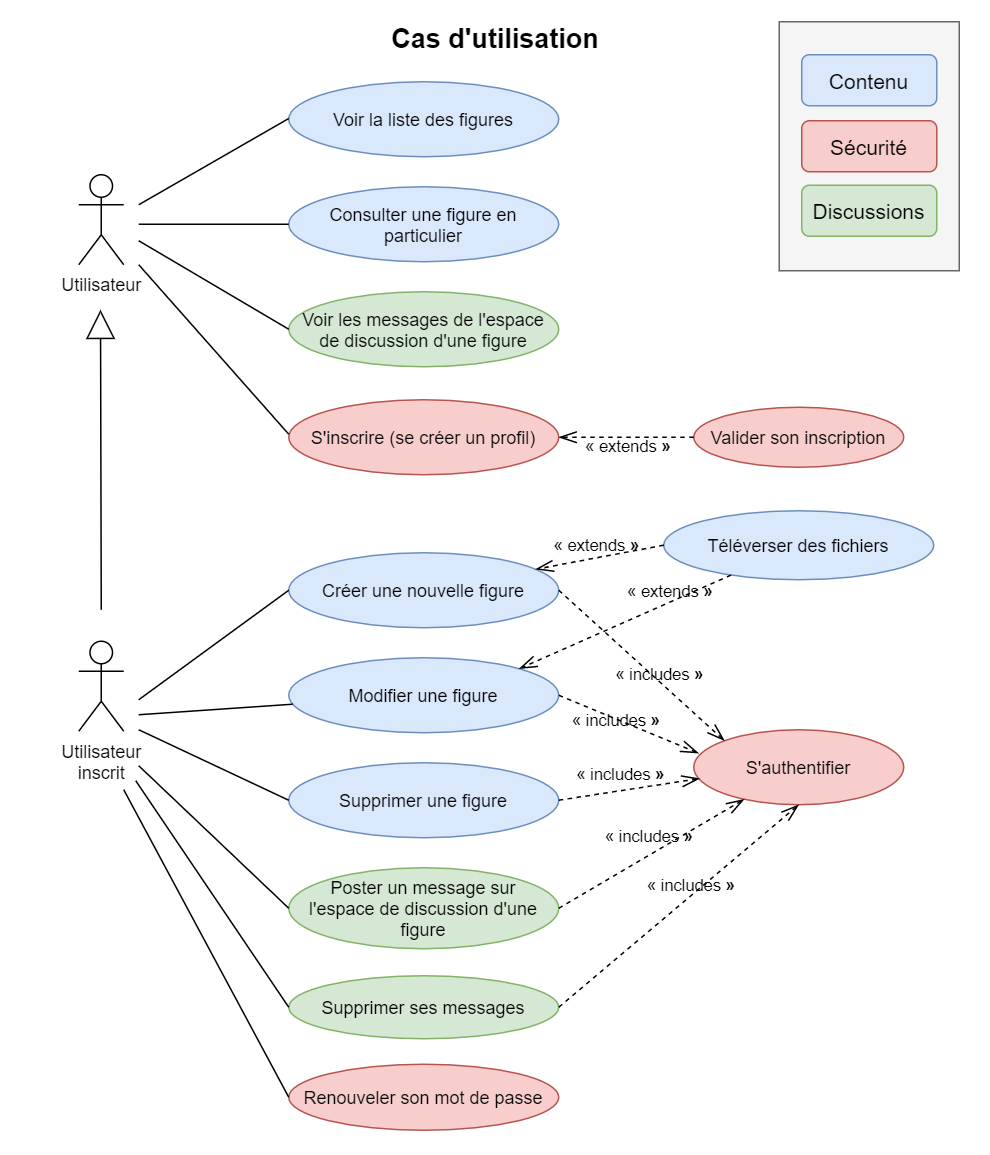 Cas d'utilisation
Contenu
Sécurité
Discussions
Voir la liste des figures
Consulter une figure en
particulier
Utilisateur
Voir les messages de l'espace
de discussion d'une figure
S'inscrire (se créer un profil)
« extends »
Valider son inscription
« extends »
Téléverser des fichiers
Créer une nouvelle figure
« extends »
« includes »
Modifier une figure
« includes »
Utilisateur
inscrit
« includes »
S'authentifier
Supprimer une figure
« includes »
Poster un message sur
l'espace de discussion d'une
figure
« includes »
Supprimer ses messages
Renouveler son mot de passe